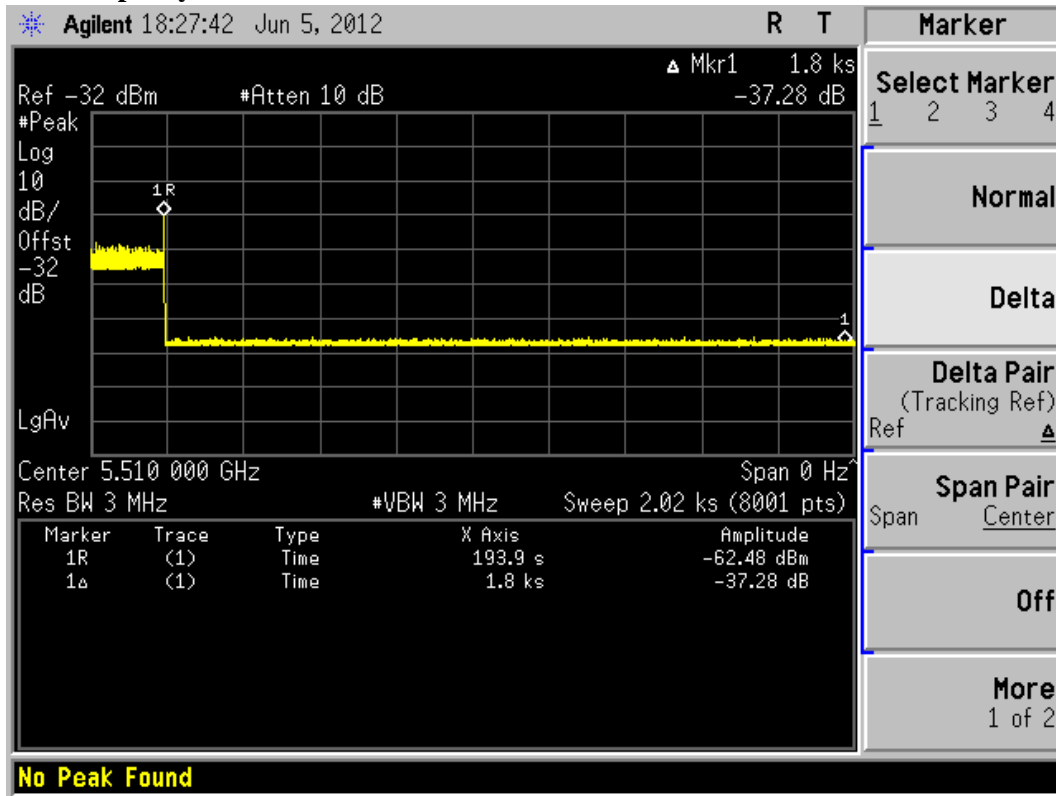 Agilent 18:27:42 Jun 5, 2012 R T
Δ Mkr1 1.8 ks
Ref -32 dBm #Atten 10 dB -37.28 dB
#Peak
Log
10
dB/
Offst
-32
dB
1R
1
LgAv
Center 5.510 000 GHz Span 0 Hz^
Res BW 3 MHz #VBW 3 MHz Sweep 2.02 ks (8001 pts)
Marker Trace Type X Axis Amplitude
1R (1) Time 193.9 s -62.48 dBm
1Δ (1) Time 1.8 ks -37.28 dB
No Peak Found
Marker
Select Marker
1 2 3 4
Normal
Delta
Delta Pair
(Tracking Ref)
Ref Δ
Span Pair
Span Center
Off
More
1 of 2